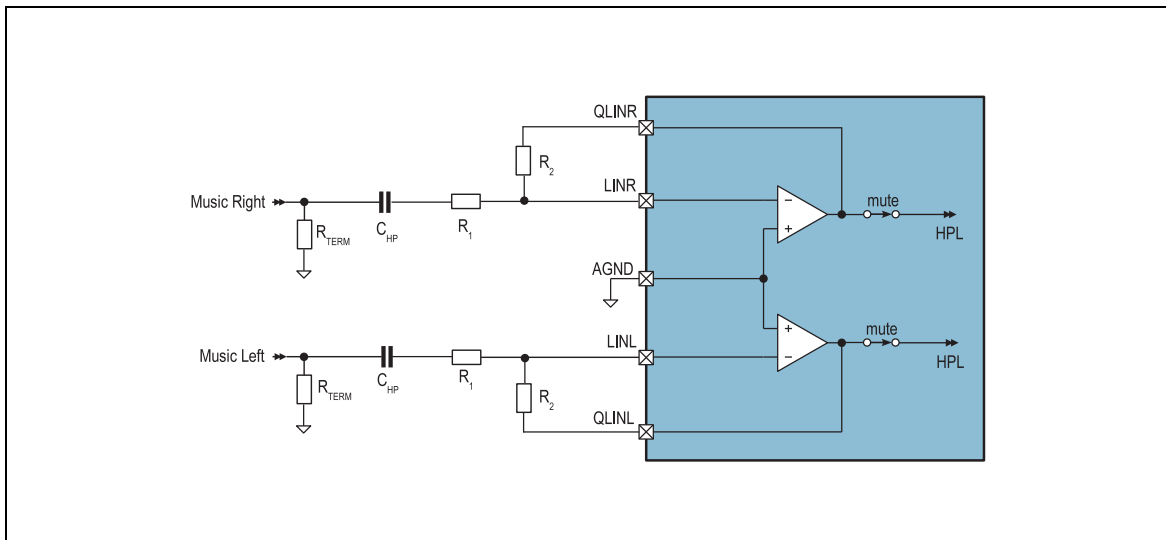 QLINR
R2
LINR
Music Right
mute
RTERM
CHP
R1
HPL
AGND
mute
LINL
Music Left
HPL
RTERM
CHP
R1
R2
QLINL